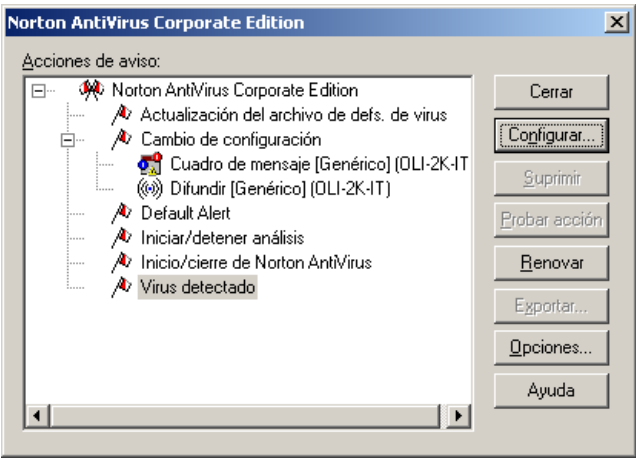 Norton AntiVirus Corporate Edition
Acciones de aviso:
Norton AntiVirus Corporate Edition
Actualización del archivo de defs. de virus
Cambio de configuración
Cuadro de mensaje [Genérico] (OLI-2K-IT
Difundir [Genérico] (OLI-2K-IT)
Default Alert
Iniciar/detener análisis
Inicio/cierre de Norton AntiVirus
Virus detectado
Cerrar
Configurar...
Suprimir
Probar acción
Renovar
Exportar...
Opciones...
Ayuda